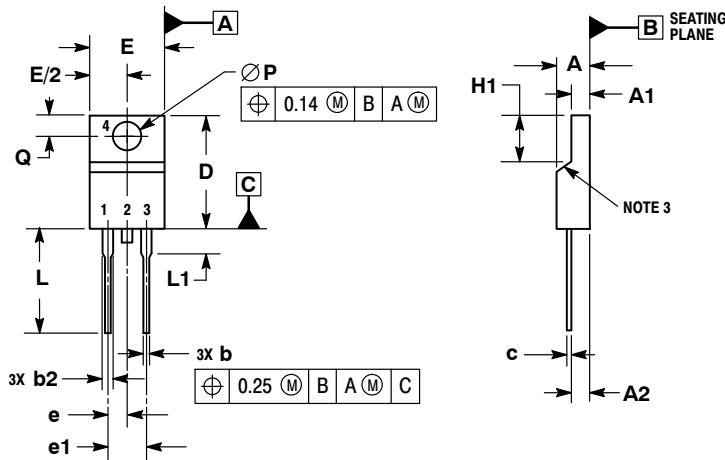 A
E
E/2
Ø P
⌖ 0.14 Ⓜ B A Ⓜ
4
Q
D
C
1 2 3
L
L1
3X b
3X b2
⌖ 0.25 Ⓜ B A Ⓜ C
e
e1
B SEATING
PLANE
A
H1
A1
NOTE 3
c
A2